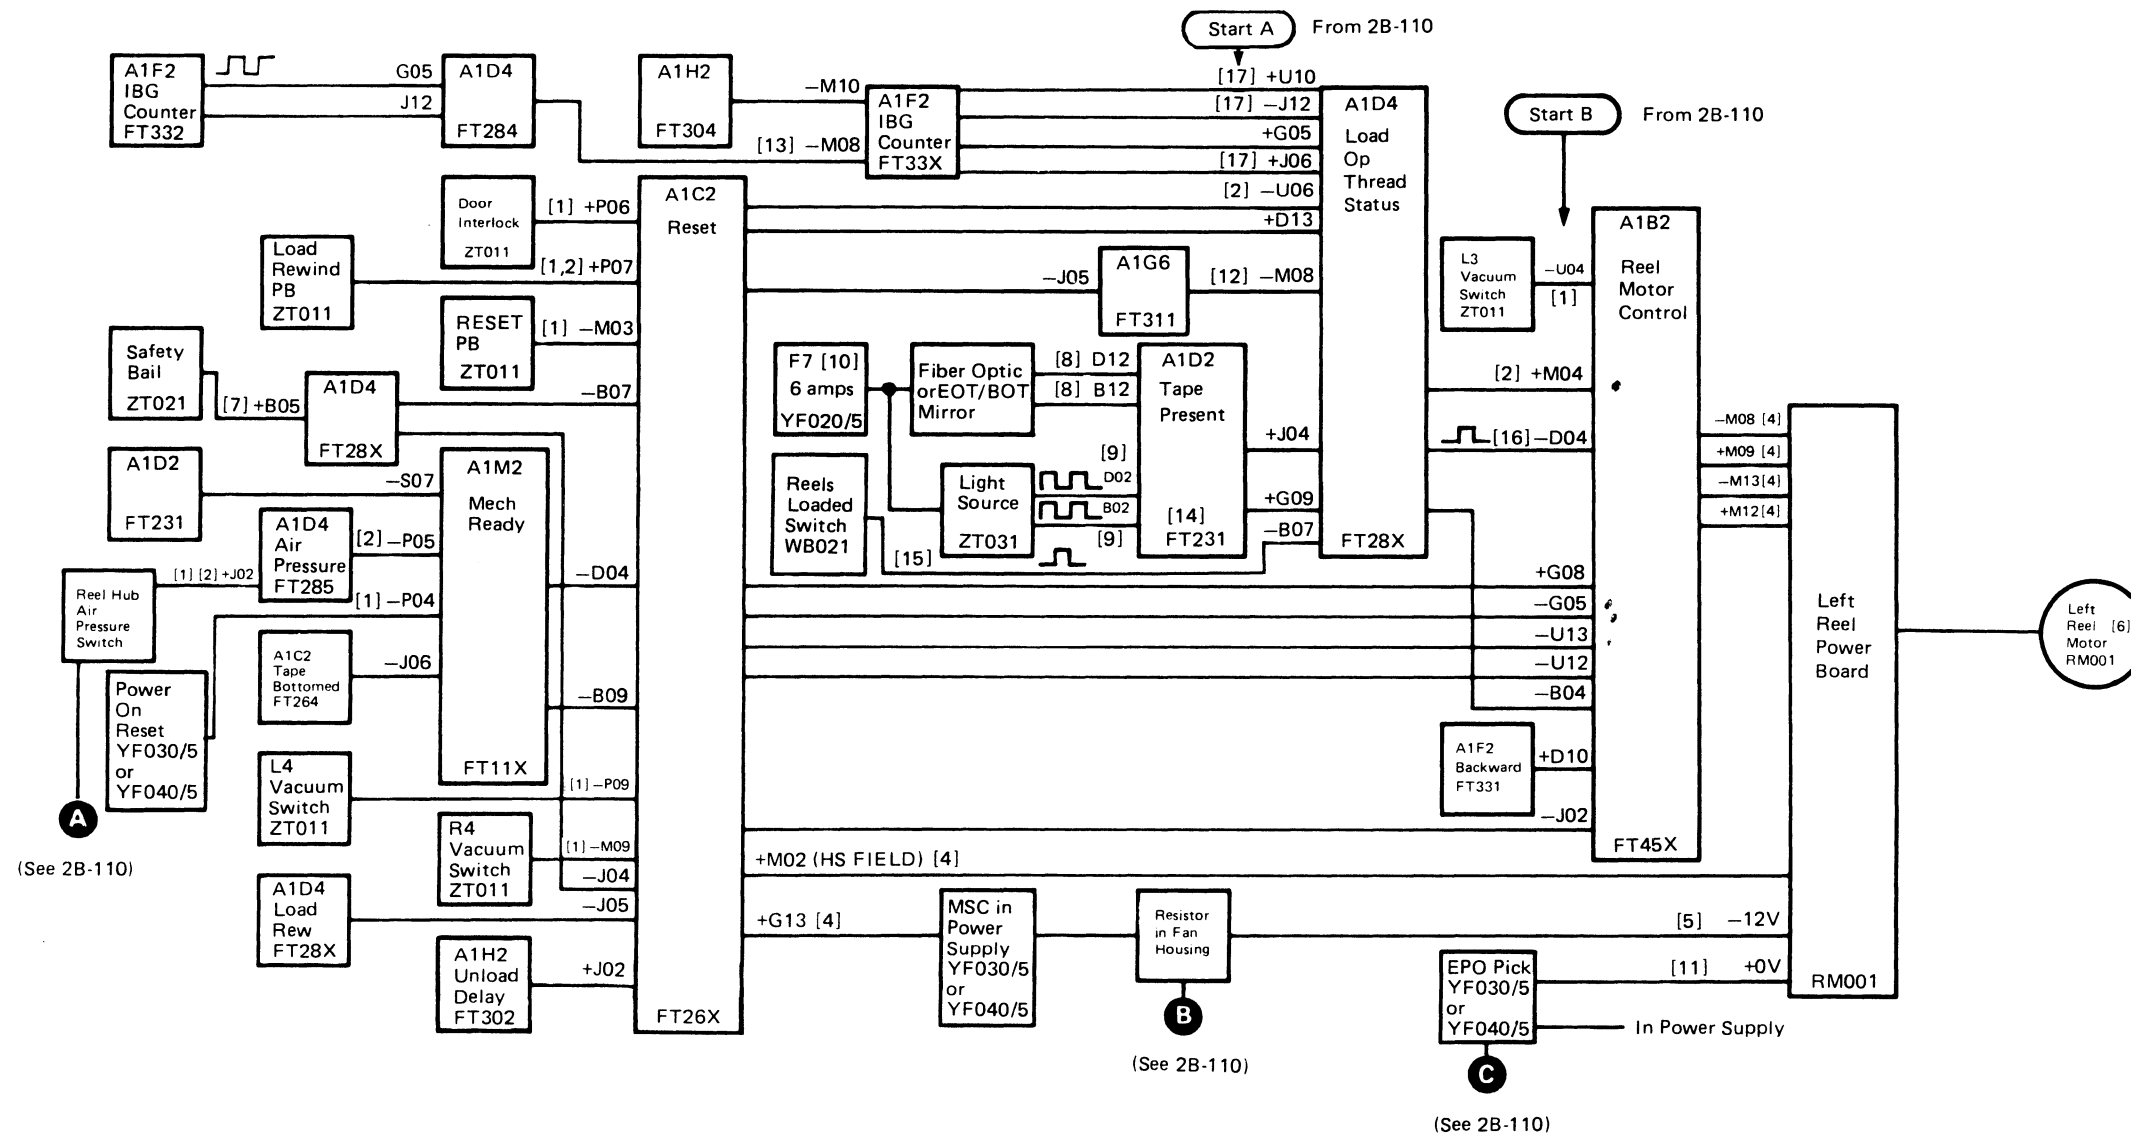 Start A
From 2B-110
A1F2
IBG
Counter
FT332
G05
J12
A1D4
FT284
A1H2
FT304
—M10
[13] —M08
A1F2
IBG
Counter
FT33X
[17] +U10
[17] —J12
+G05
[17] +J06
[2] —U06
+D13
A1D4
Load
Op
Thread
Status
FT28X
Start B
From 2B-110
Door
Interlock
ZT011
[1] +P06
Load
Rewind
PB
ZT011
[1,2] +P07
RESET
PB
ZT011
[1] —M03
A1C2
Reset
FT26X
—J05
A1G6
FT311
[12] —M08
L3
Vacuum
Switch
ZT011
—U04
[1]
A1B2
Reel
Motor
Control
FT45X
Safety
Bail
ZT021
[7] +B05
A1D4
FT28X
—B07
F7 [10]
6 amps
YF020/5
Fiber Optic
orEOT/BOT
Mirror
[8] D12
[8] B12
A1D2
Tape
Present
[14]
FT231
+J04
+G09
—B07
[2] +M04
[16] —D04
Reels
Loaded
Switch
WB021
[15]
Light
Source
ZT031
[9]
D02
B02
[9]
A1D2
FT231
—S07
A1M2
Mech
Ready
FT11X
A1D4
Air
Pressure
FT285
[2] —P05
[1] [2] +J02
Reel Hub
Air
Pressure
Switch
[1] —P04
A1C2
Tape
Bottomed
FT264
—J06
Power
On
Reset
YF030/5
or
YF040/5
—D04
—B09
A
(See 2B-110)
L4
Vacuum
Switch
ZT011
[1] —P09
R4
Vacuum
Switch
ZT011
[1] —M09
—J04
A1D4
Load
Rew
FT28X
—J05
A1H2
Unload
Delay
FT302
+J02
+G08
—G05
—U13
—U12
—B04
A1F2
Backward
FT331
+D10
—J02
+M02 (HS FIELD) [4]
+G13 [4]
MSC in
Power
Supply
YF030/5
or
YF040/5
Resistor
in Fan
Housing
B
(See 2B-110)
[5] —12V
EPO Pick
YF030/5
or
YF040/5
[11] +0V
In Power Supply
C
(See 2B-110)
—M08 [4]
+M09 [4]
—M13 [4]
+M12 [4]
Left
Reel
Power
Board
RM001
Left
Reel [6]
Motor
RM001